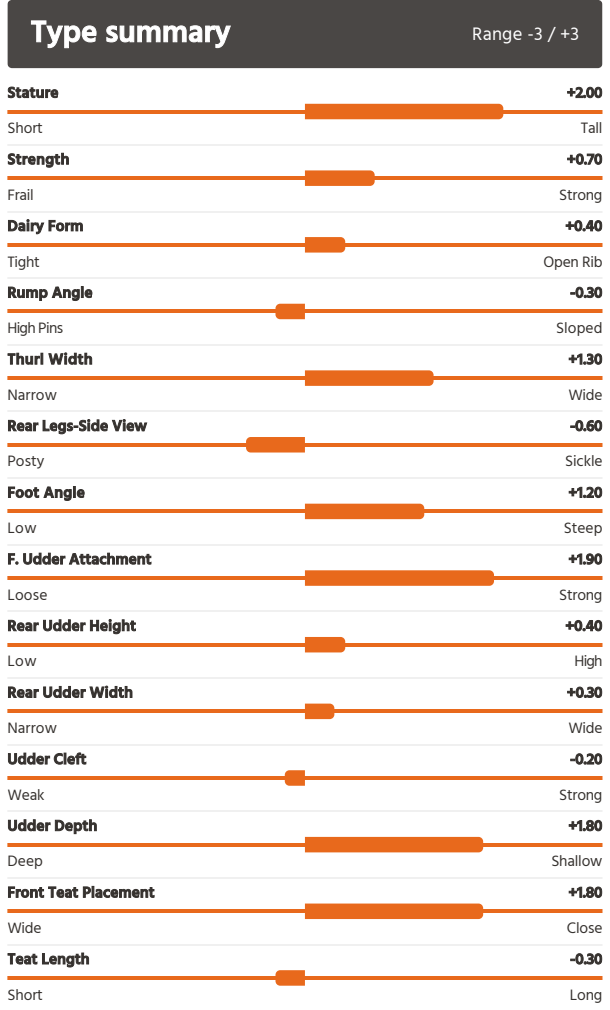 Type summary Range -3 / +3
Stature +2.00
Short Tall
Strength +0.70
Frail Strong
Dairy Form +0.40
Tight Open Rib
Rump Angle -0.30
High Pins Sloped
Thurl Width +1.30
Narrow Wide
Rear Legs-Side View -0.60
Posty Sickle
Foot Angle +1.20
Low Steep
F. Udder Attachment +1.90
Loose Strong
Rear Udder Height +0.40
Low High
Rear Udder Width +0.30
Narrow Wide
Udder Cleft -0.20
Weak Strong
Udder Depth +1.80
Deep Shallow
Front Teat Placement +1.80
Wide Close
Teat Length -0.30
Short Long